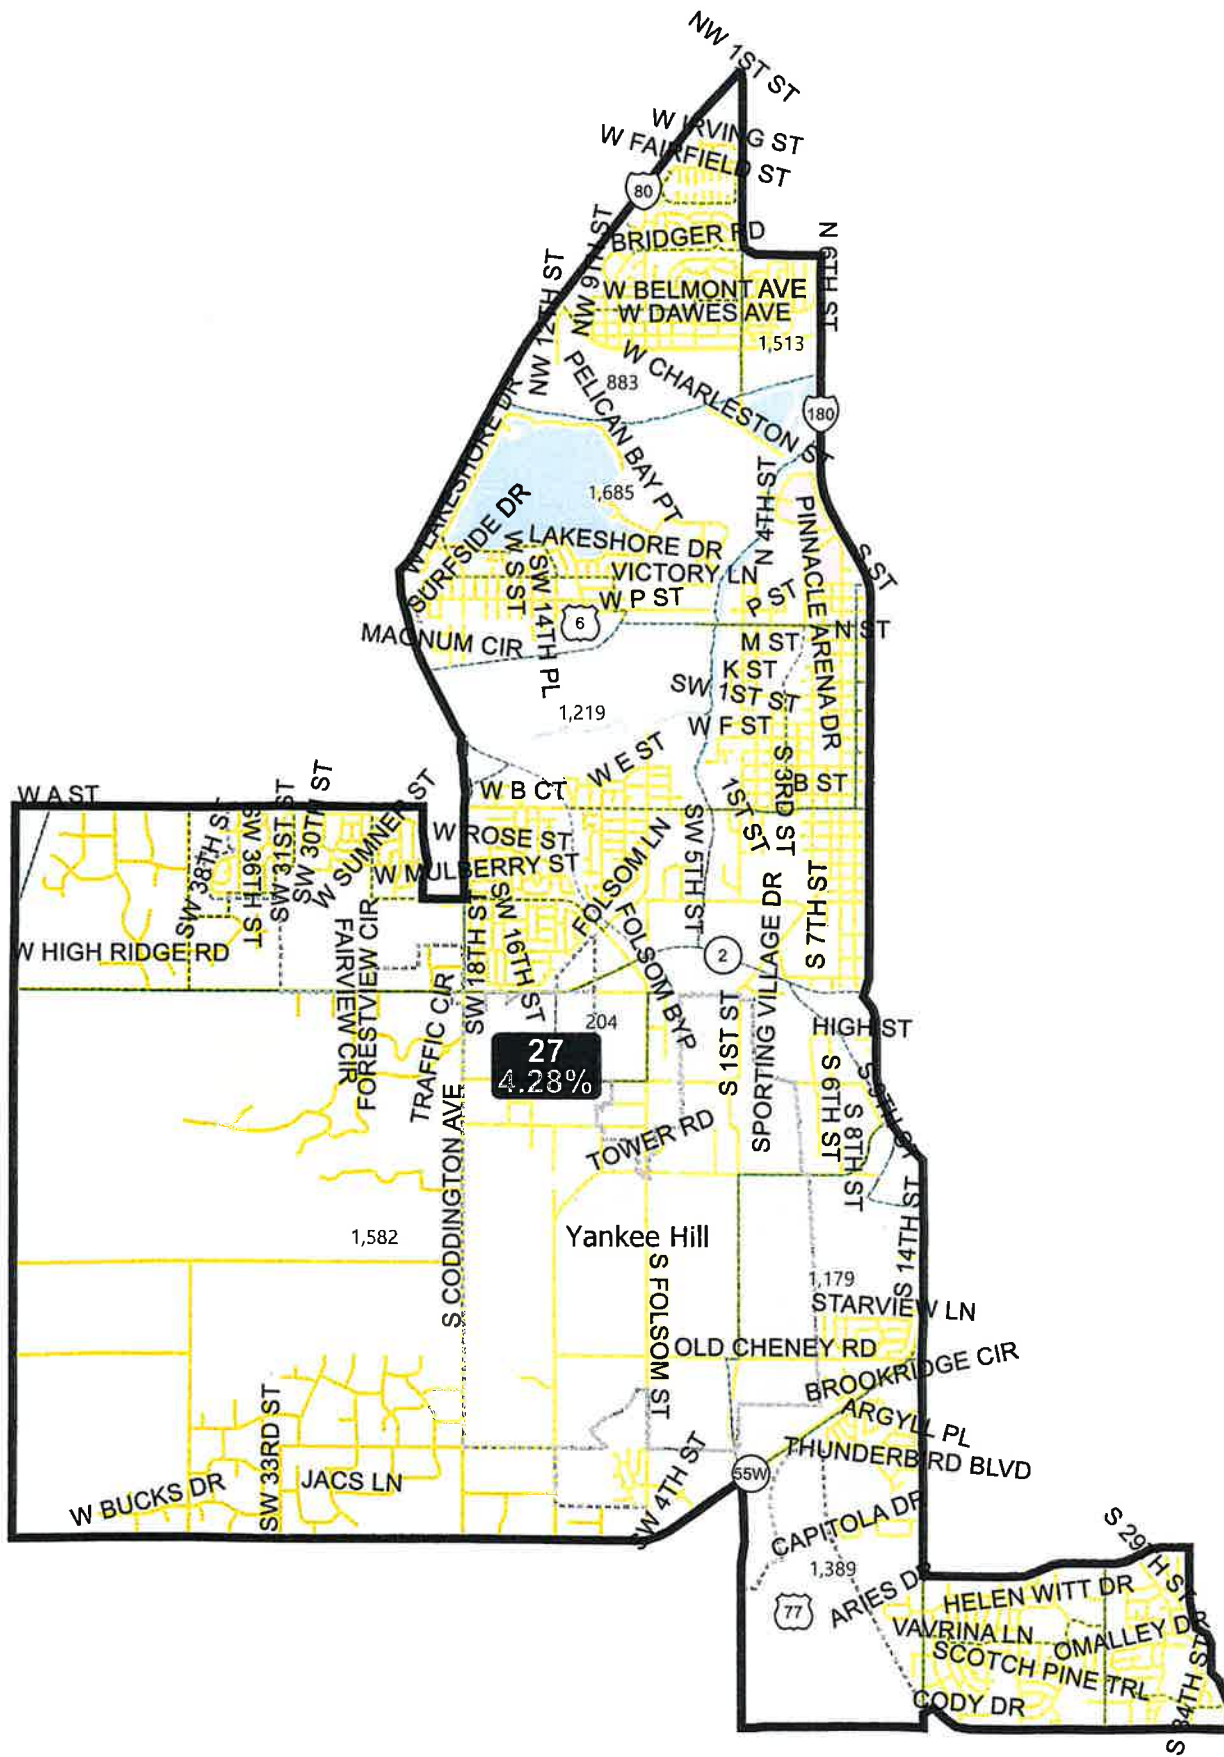 NW 1ST ST
W IRVING ST
W FAIRFIELD ST
80
BRIDGER RD
N 6TH ST
NW 9TH ST
NW 12TH ST
W BELMONT AVE
W DAWES AVE
1,513
W CHARLESTON ST
883
PELICAN BAY PT
180
W LAKESHORE DR
SURFSIDE DR
1,685
N 4TH ST
PINNACLE ARENA DR
LAKESHORE DR
W S ST
SW 14TH PL
VICTORY LN
S ST
W P ST
P ST
6
N ST
MAGNUM CIR
M ST
K ST
SW 1ST ST
1,219
W F ST
S 3RD ST
W E ST
B ST
W B CT
1ST ST
W A ST
SW 38TH S
SW 36TH ST
SW 31ST ST
SW 30TH ST
W SUMNER ST
W ROSE ST
W MULBERRY ST
FOLSOM LN
SW 5TH ST
S 7TH ST
SW 18TH ST
SW 16TH ST
FOLSOM BYP
SPORTING VILLAGE DR
2
W HIGH RIDGE RD
FAIRVIEW CIR
FORESTVIEW CIR
TRAFFIC CIR
204
S 1ST ST
HIGH ST
27
4.28%
S 6TH ST
S 8TH ST
S 9TH ST
S CODDINGTON AVE
TOWER RD
S 14TH ST
1,582
Yankee Hill
1,179
S FOLSOM ST
STARVIEW LN
OLD CHENEY RD
BROOKRIDGE CIR
ARGYLL PL
THUNDERBIRD BLVD
SW 33RD ST
SW 4TH ST
55W
JACS LN
W BUCKS DR
CAPITOLA DR
1,389
ARIES DR
S 29TH ST
HELEN WITT DR
77
VAVRINA LN
OMALLEY DR
SCOTCH PINE TRL
S 34TH ST
CODY DR